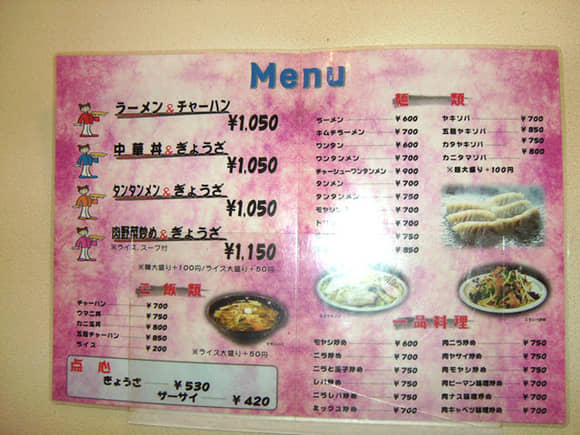 Menu
ラーメン&チャーハン
¥1.050
中華丼&ぎょうざ
¥1.050
タンタンメン&ぎょうざ
¥1.050
肉野菜炒め&ぎょうざ
※ライス,スープ付
¥1.150
※麺大盛り+100円/ライス大盛り+50円
ご飯類
チャーハン ¥700
ウマニ丼 ¥750
カニ玉丼 ¥800
五目チャーハン ¥850
ライス ¥200
※ライス大盛り+50円
点心
ぎょうざ ¥530
ザーサイ ¥420
麺類
ラーメン ¥600
キムチラーメン ¥700
ワンタン ¥600
ワンタンメン ¥700
チャーシューワンタンメン ¥900
タンメン ¥700
タンタンメン ¥750
モヤシ
¥850
ヤキソバ ¥700
五目ヤキソバ ¥850
カタヤキソバ ¥750
カニタマソバ ¥800
※麺大盛り+100円
一品料理
モヤシ炒め ¥600
ニラ炒め ¥700
ニラと玉子炒め ¥750
レバ炒め ¥750
ニラレバ炒め ¥750
ミックス炒め ¥700
肉ニラ炒め ¥750
肉ヤサイ炒め ¥750
肉モヤシ炒め ¥750
肉ピーマン味噌炒め ¥700
肉ナス味噌炒め ¥750
肉キャベツ味噌炒め ¥700